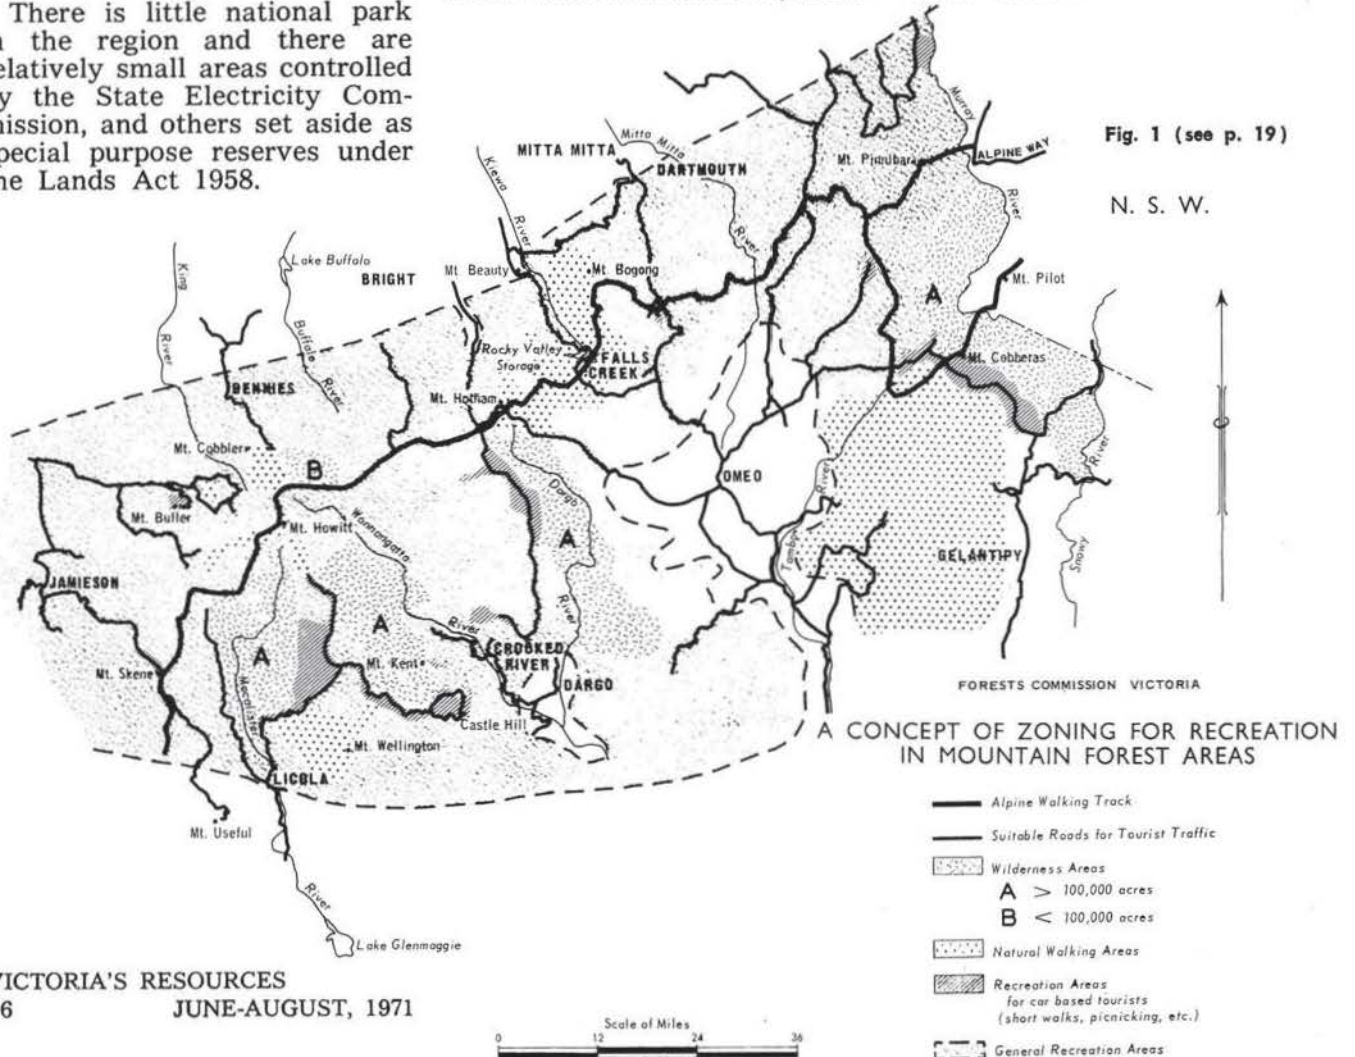 There is little national park
the region and there are
relatively small areas controlled
the State Electricity Com-
mission, and others set aside as
special purpose reserves under
the Lands Act 1958.
Fig. 1 (see p. 19)
N. S. W.
MITTA MITTA
Mitta Mitta
River
DARTMOUTH
Kiewa
River
Murray
River
Mt. Pinnibar
ALPINE WAY
King
River
Lake Buffalo
Buffalo
River
BRIGHT
Mt. Beauty
Mt. Bogong
Mt. Pilot
A
Rocky Valley
Storage
FALLS
CREEK
Mt. Cobberas
BENNIES
Mt. Hotham
Mt. Cobbler
B
OMEO
River
Tambo
River
Snowy
Mt. Buller
Mt. Howitt
Wonnangatta
River
Dargo
River
A
GELANTIPY
JAMIESON
A
A
Mt. Kent
CROOKED
RIVER
DARGO
Mt. Skene
Macalister
Castle Hill
Mt. Wellington
LICOLA
Mt. Useful
River
Lake Glenmaggie
FORESTS COMMISSION VICTORIA
A CONCEPT OF ZONING FOR RECREATION
IN MOUNTAIN FOREST AREAS
Alpine Walking Track
Suitable Roads for Tourist Traffic
Wilderness Areas
A > 100,000 acres
B < 100,000 acres
Natural Walking Areas
Recreation Areas
for car based tourists
(short walks, picnicking, etc.)
General Recreation Areas
VICTORIA'S RESOURCES
6 JUNE-AUGUST, 1971
Scale of Miles
0 12 24 36